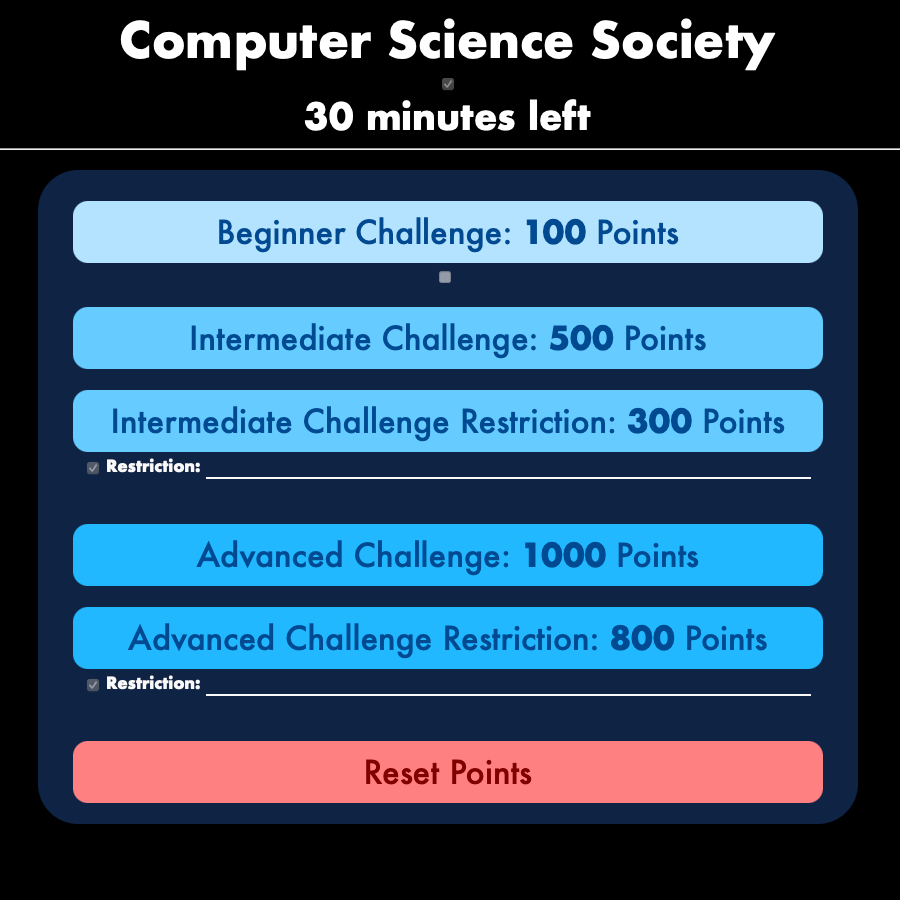 Computer Science Society
30 minutes left
Beginner Challenge: 100 Points
Intermediate Challenge: 500 Points
Intermediate Challenge Restriction: 300 Points
Restriction:
Advanced Challenge: 1000 Points
Advanced Challenge Restriction: 800 Points
Restriction:
Reset Points